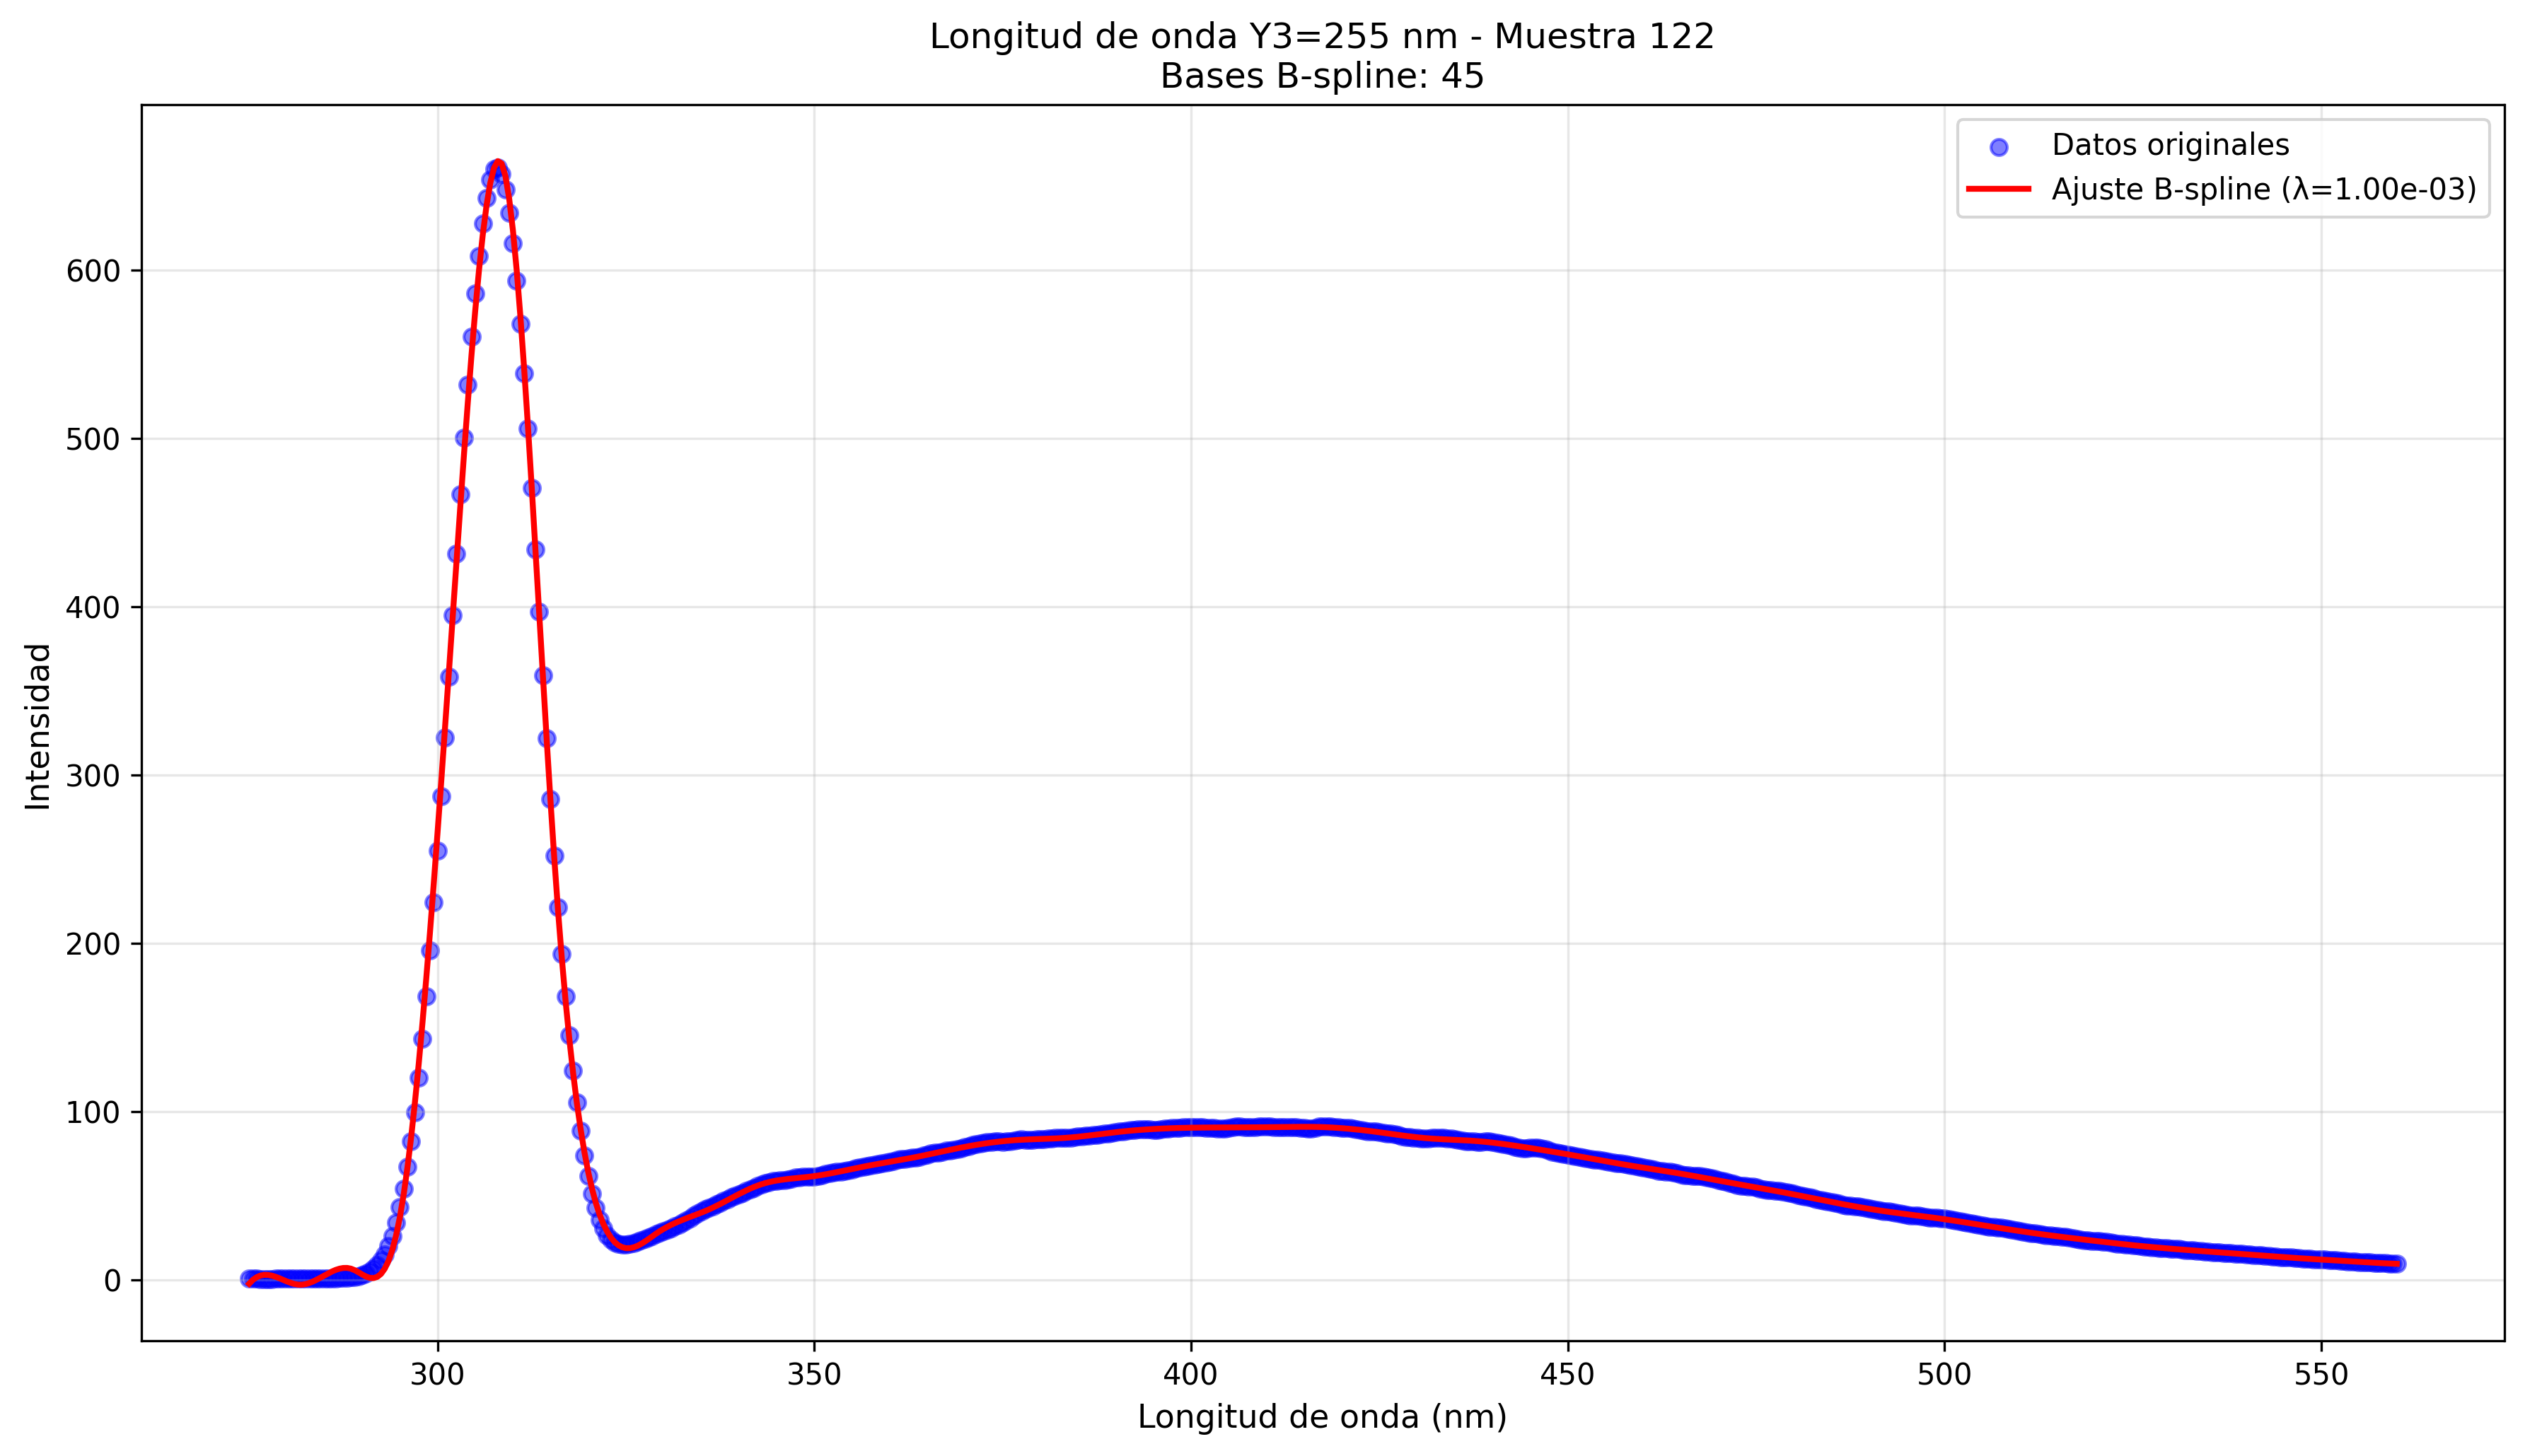 Longitud de onda Y3=255 nm - Muestra 122
Bases B-spline: 45
Datos originales
Ajuste B-spline (λ=1.00e-03)
Intensidad
600
500
400
300
200
100
0
300 350 400 450 500 550
Longitud de onda (nm)